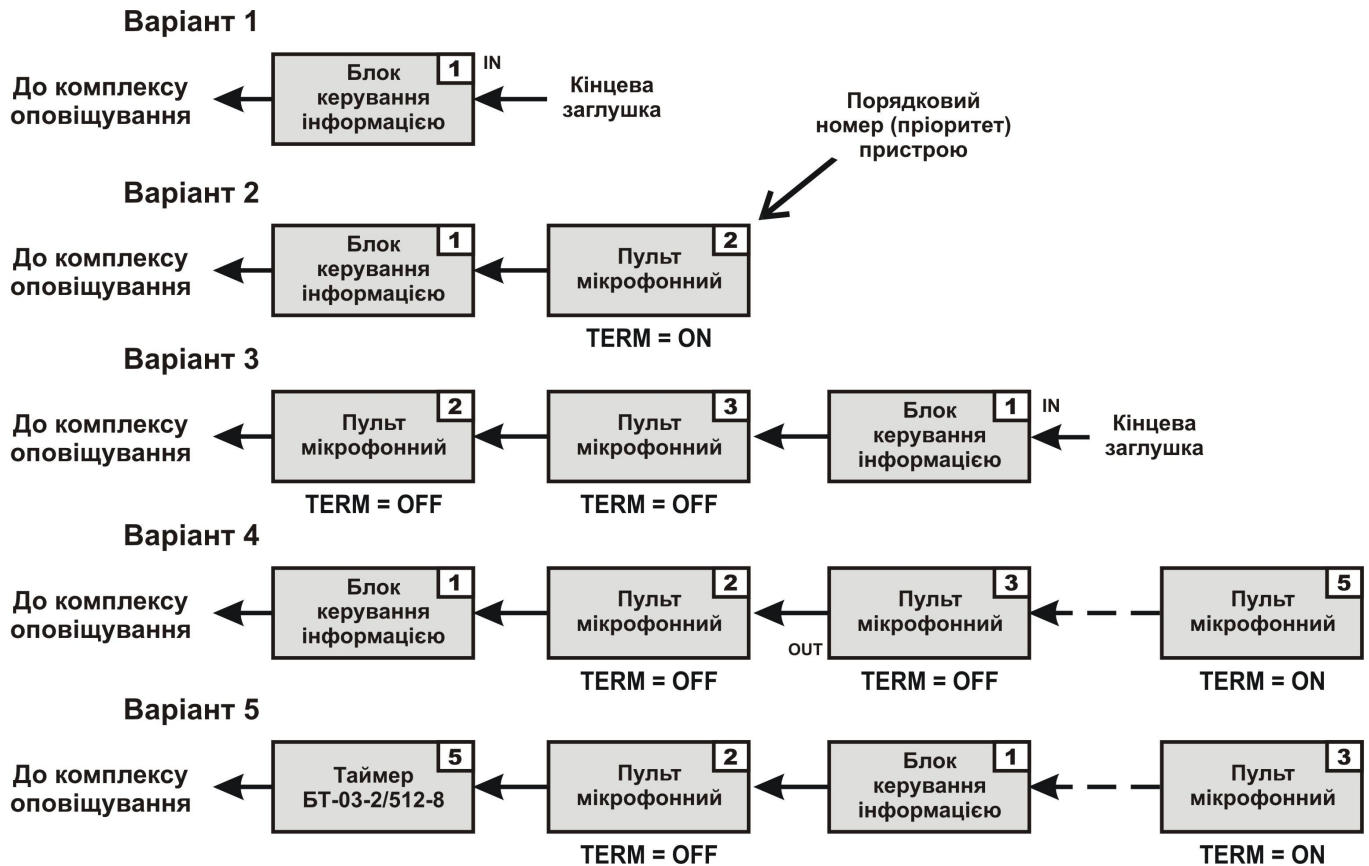 Варіант 1
До комплексу
оповіщування
Блок
керування
інформацією
1
IN
Кінцева
заглушка
Порядковий
номер (пріоритет)
пристрою
Варіант 2
До комплексу
оповіщування
Блок
керування
інформацією
1
Пульт
мікрофонний
2
TERM = ON
Варіант 3
До комплексу
оповіщування
Пульт
мікрофонний
2
TERM = OFF
Пульт
мікрофонний
3
TERM = OFF
Блок
керування
інформацією
1
IN
Кінцева
заглушка
Варіант 4
До комплексу
оповіщування
Блок
керування
інформацією
1
Пульт
мікрофонний
2
TERM = OFF
OUT
Пульт
мікрофонний
3
TERM = OFF
Пульт
мікрофонний
5
TERM = ON
Варіант 5
До комплексу
оповіщування
Таймер
БТ-03-2/512-8
5
Пульт
мікрофонний
2
TERM = OFF
Блок
керування
інформацією
1
Пульт
мікрофонний
3
TERM = ON